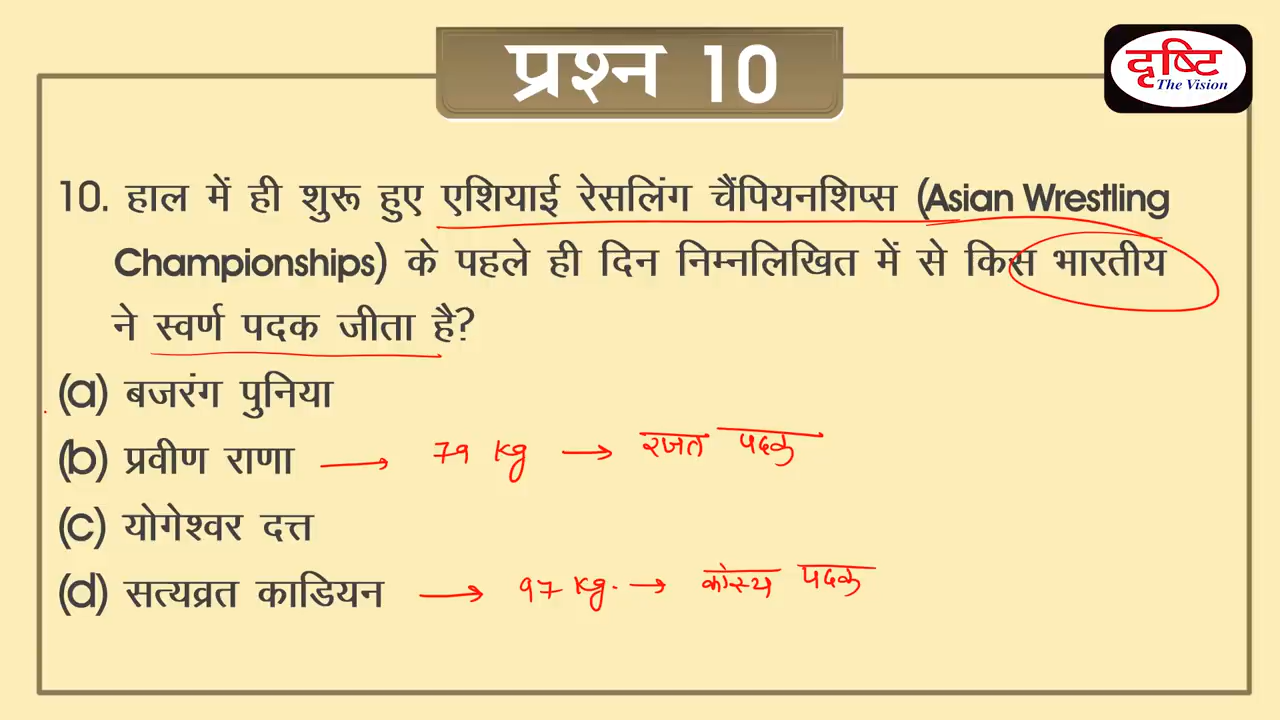 प्रश्न 10
दृष्टि
The Vision
10. हाल में ही शुरू हुए एशियाई रेसलिंग चैंपियनशिप्स (Asian Wrestling
Championships) के पहले ही दिन निम्नलिखित में से किस भारतीय
ने स्वर्ण पदक जीता है?
(a) बजरंग पुनिया
(b) प्रवीण राणा → 79 kg → रजत पदक
(c) योगेश्वर दत्त
(d) सत्यव्रत काडियन → 97 kg. → कांस्य पदक